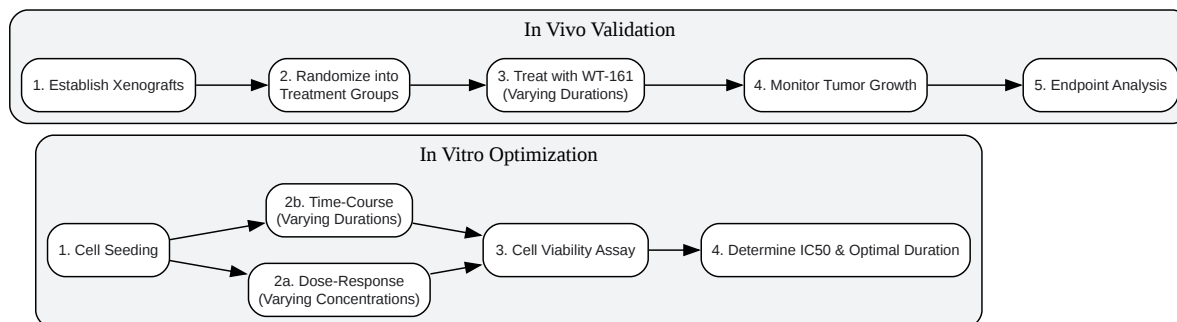 In Vivo Validation
1. Establish Xenografts
2. Randomize into
Treatment Groups
3. Treat with WT-161
(Varying Durations)
4. Monitor Tumor Growth
5. Endpoint Analysis
In Vitro Optimization
1. Cell Seeding
2b. Time-Course
(Varying Durations)
2a. Dose-Response
(Varying Concentrations)
3. Cell Viability Assay
4. Determine IC50 & Optimal Duration